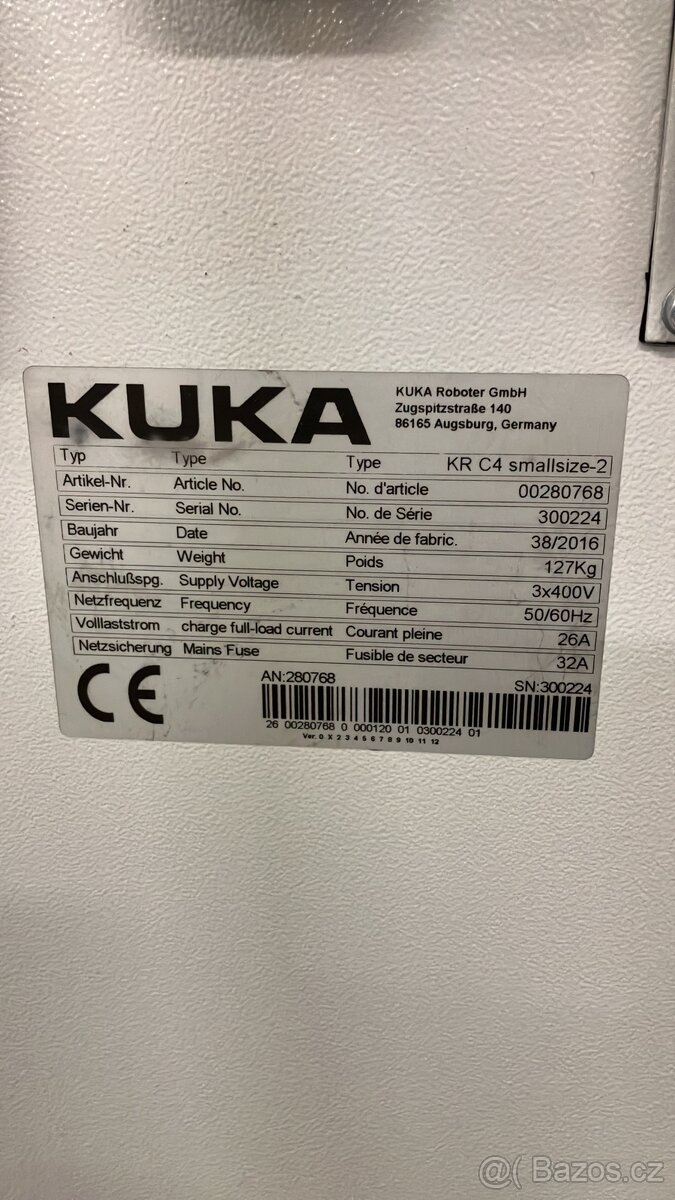 KUKA
KUKA Roboter GmbH
Zugspitzstraße 140
86165 Augsburg, Germany
Typ Type Type KR C4 smallsize-2
Artikel-Nr. Article No. No. d'article 00280768
Serien-Nr. Serial No. No. de Série 300224
Baujahr Date Année de fabric. 38/2016
Gewicht Weight Poids 127Kg
Anschlußspg. Supply Voltage Tension 3x400V
Netzfrequenz Frequency Fréquence 50/60Hz
Volllaststrom charge full-load current Courant pleine 26A
Netzsicherung Mains Fuse Fusible de secteur 32A
CE
AN:280768 SN:300224
26 00280768 0 000120 01 0300224 01
Ver. 0 X 2 3 4 5 6 7 8 9 10 11 12
@( Bazos.cz